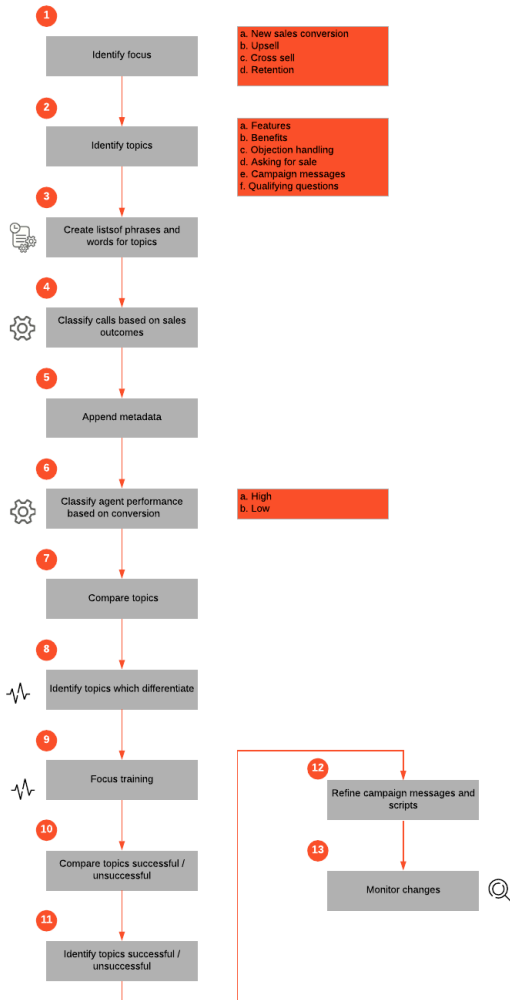 1
Identify focus
a. New sales conversion
b. Upsell
c. Cross sell
d. Retention
2
Identify topics
a. Features
b. Benefits
c. Objection handling
d. Asking for sale
e. Campaign messages
f. Qualifying questions
3
Create listsof phrases and
words for topics
4
Classify calls based on sales
outcomes
5
Append metadata
6
Classify agent performance
based on conversion
a. High
b. Low
7
Compare topics
8
Identify topics which differentiate
9
Focus training
10
Compare topics successful /
unsuccessful
11
Identify topics successful /
unsuccessful
12
Refine campaign messages and
scripts
13
Monitor changes